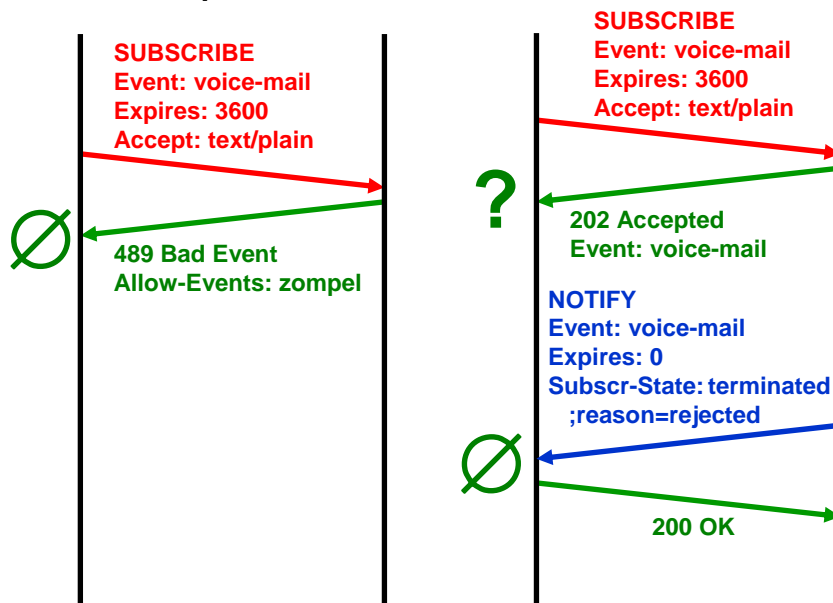 SUBSCRIBE
Event: voice-mail
Expires: 3600
Accept: text/plain
489 Bad Event
Allow-Events: zompel
SUBSCRIBE
Event: voice-mail
Expires: 3600
Accept: text/plain
?
202 Accepted
Event: voice-mail
NOTIFY
Event: voice-mail
Expires: 0
Subscr-State: terminated
;reason=rejected
200 OK